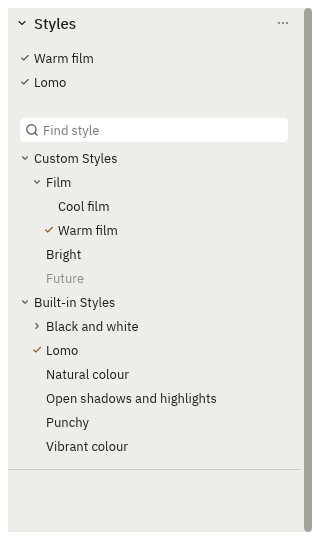 Styles
Warm film
Lomo
Find style
Custom Styles
Film
Cool film
Warm film
Bright
Future
Built-in Styles
Black and white
Lomo
Natural colour
Open shadows and highlights
Punchy
Vibrant colour